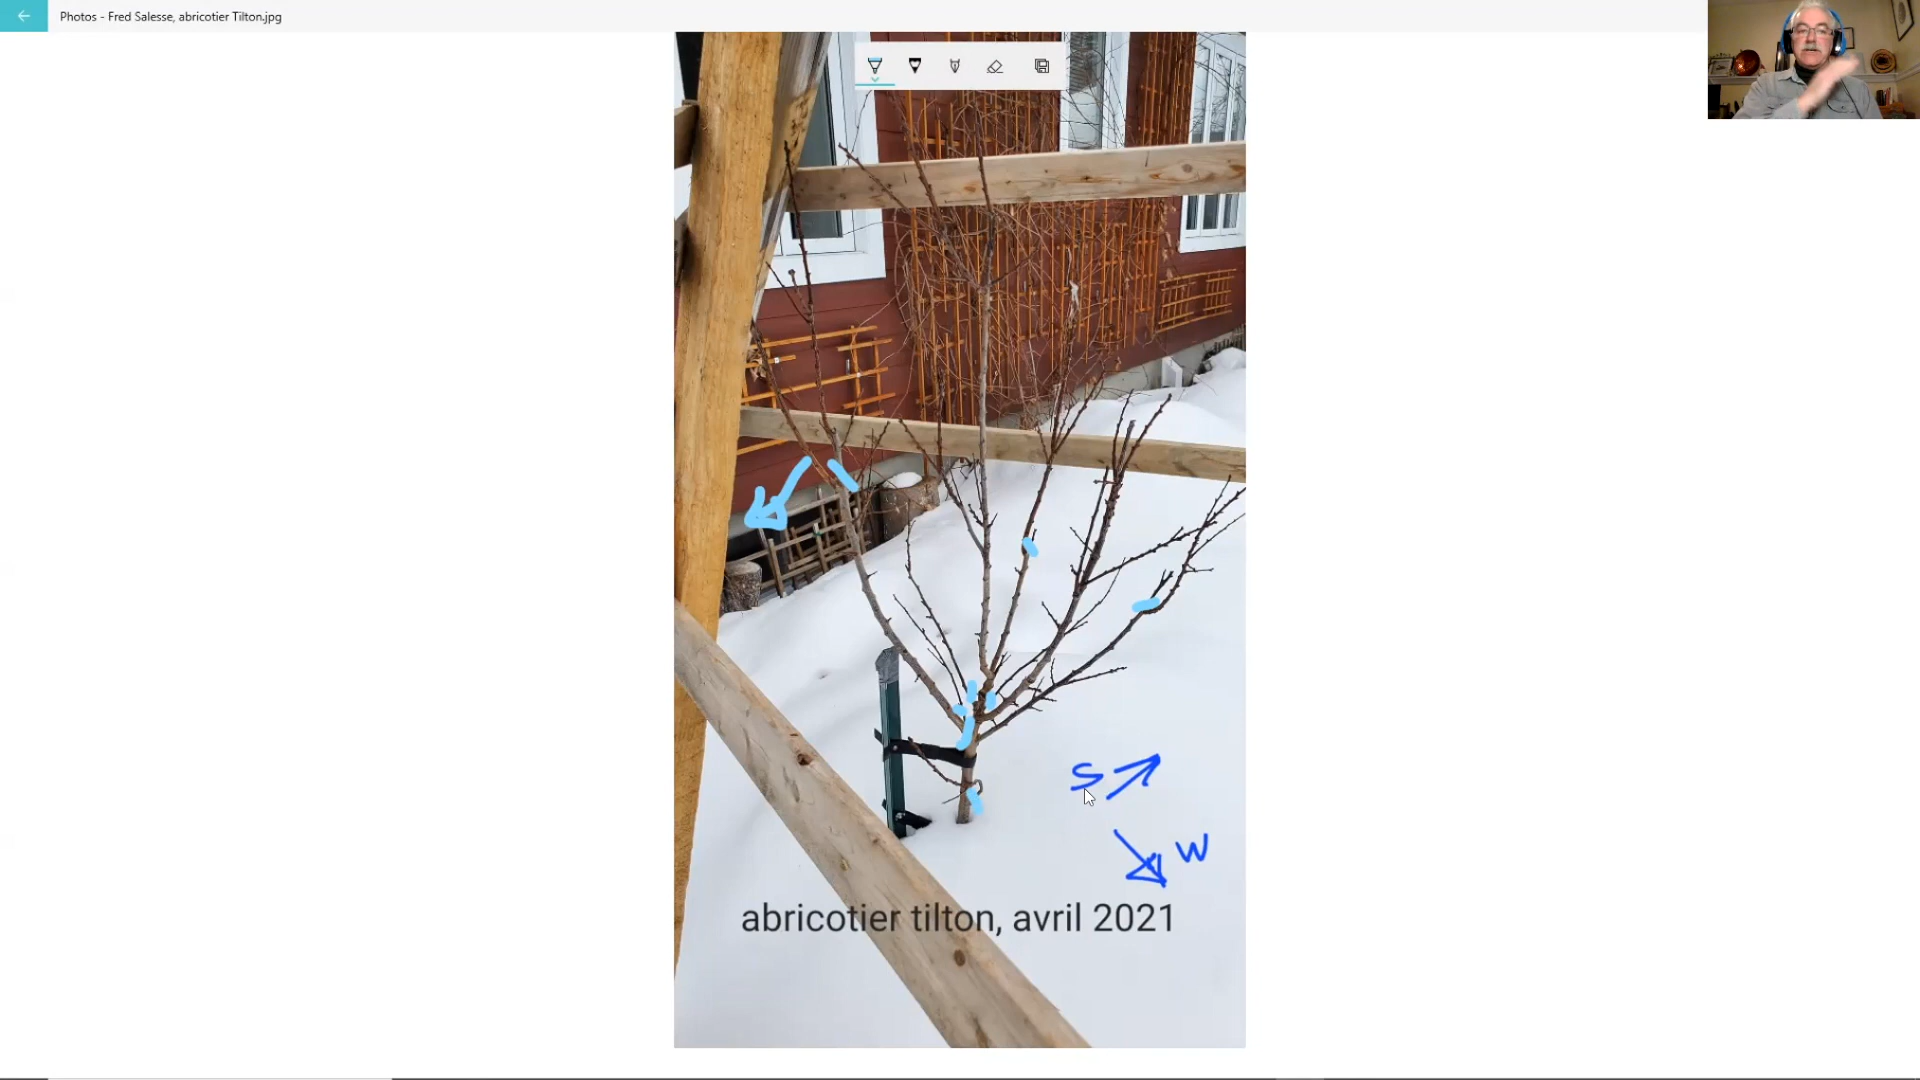 Photos - Fred Salesse, abricotier Tilton.jpg
S
W
abricotier tilton, avril 2021